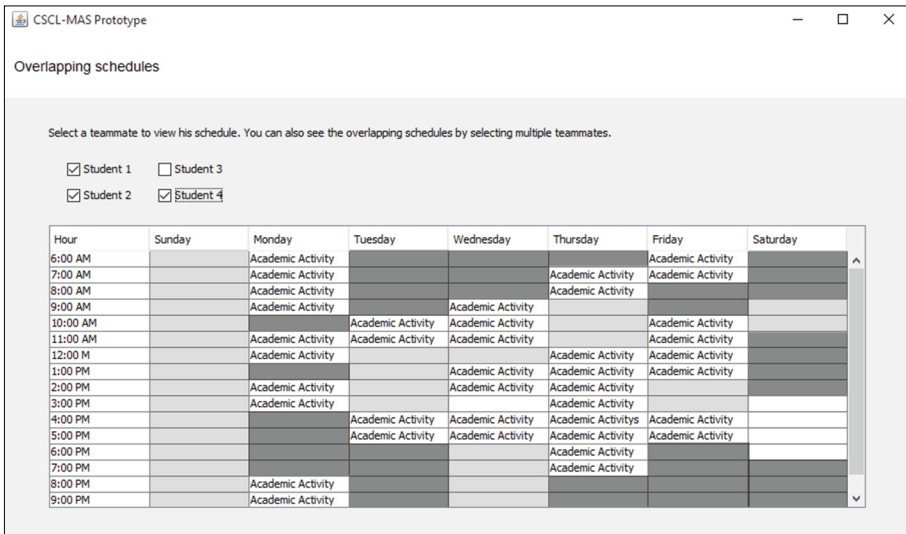 CSCL-MAS Prototype
Overlapping schedules
Select a teammate to view his schedule. You can also see the overlapping schedules by selecting multiple teammates.
Student 1 Student 3
Student 2 Student 4
Hour Sunday Monday Tuesday Wednesday Thursday Friday Saturday
6:00 AM Academic Activity Academic Activity
7:00 AM Academic Activity Academic Activity Academic Activity
8:00 AM Academic Activity Academic Activity
9:00 AM Academic Activity Academic Activity
10:00 AM Academic Activity Academic Activity Academic Activity
11:00 AM Academic Activity Academic Activity Academic Activity Academic Activity
12:00 M Academic Activity Academic Activity Academic Activity
1:00 PM Academic Activity Academic Activity Academic Activity
2:00 PM Academic Activity Academic Activity Academic Activity
3:00 PM Academic Activity Academic Activity
4:00 PM Academic Activity Academic Activity Academic Activitys Academic Activity
5:00 PM Academic Activity Academic Activity Academic Activity Academic Activity
6:00 PM Academic Activity
7:00 PM Academic Activity
8:00 PM Academic Activity
9:00 PM Academic Activity